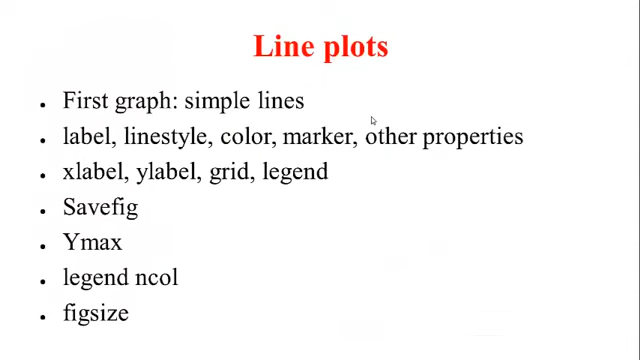 Line plots
• First graph: simple lines
• label, linestyle, color, marker, other properties
• xlabel, ylabel, grid, legend
• Savefig
• Ymax
• legend ncol
• figsize